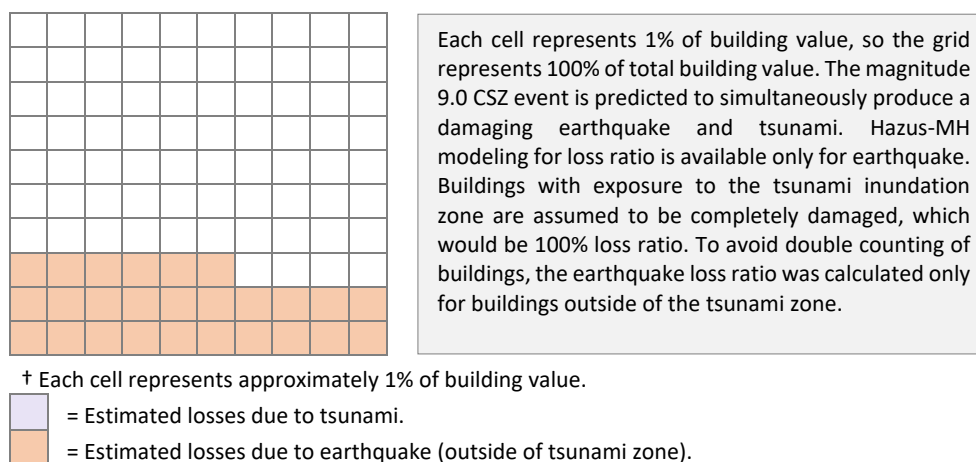 Each cell represents 1% of building value, so the grid
represents 100% of total building value. The magnitude
9.0 CSZ event is predicted to simultaneously produce a
damaging earthquake and tsunami. Hazus-MH
modeling for loss ratio is available only for earthquake.
Buildings with exposure to the tsunami inundation
zone are assumed to be completely damaged, which
would be 100% loss ratio. To avoid double counting of
buildings, the earthquake loss ratio was calculated only
for buildings outside of the tsunami zone.
† Each cell represents approximately 1% of building value.
= Estimated losses due to tsunami.
= Estimated losses due to earthquake (outside of tsunami zone).